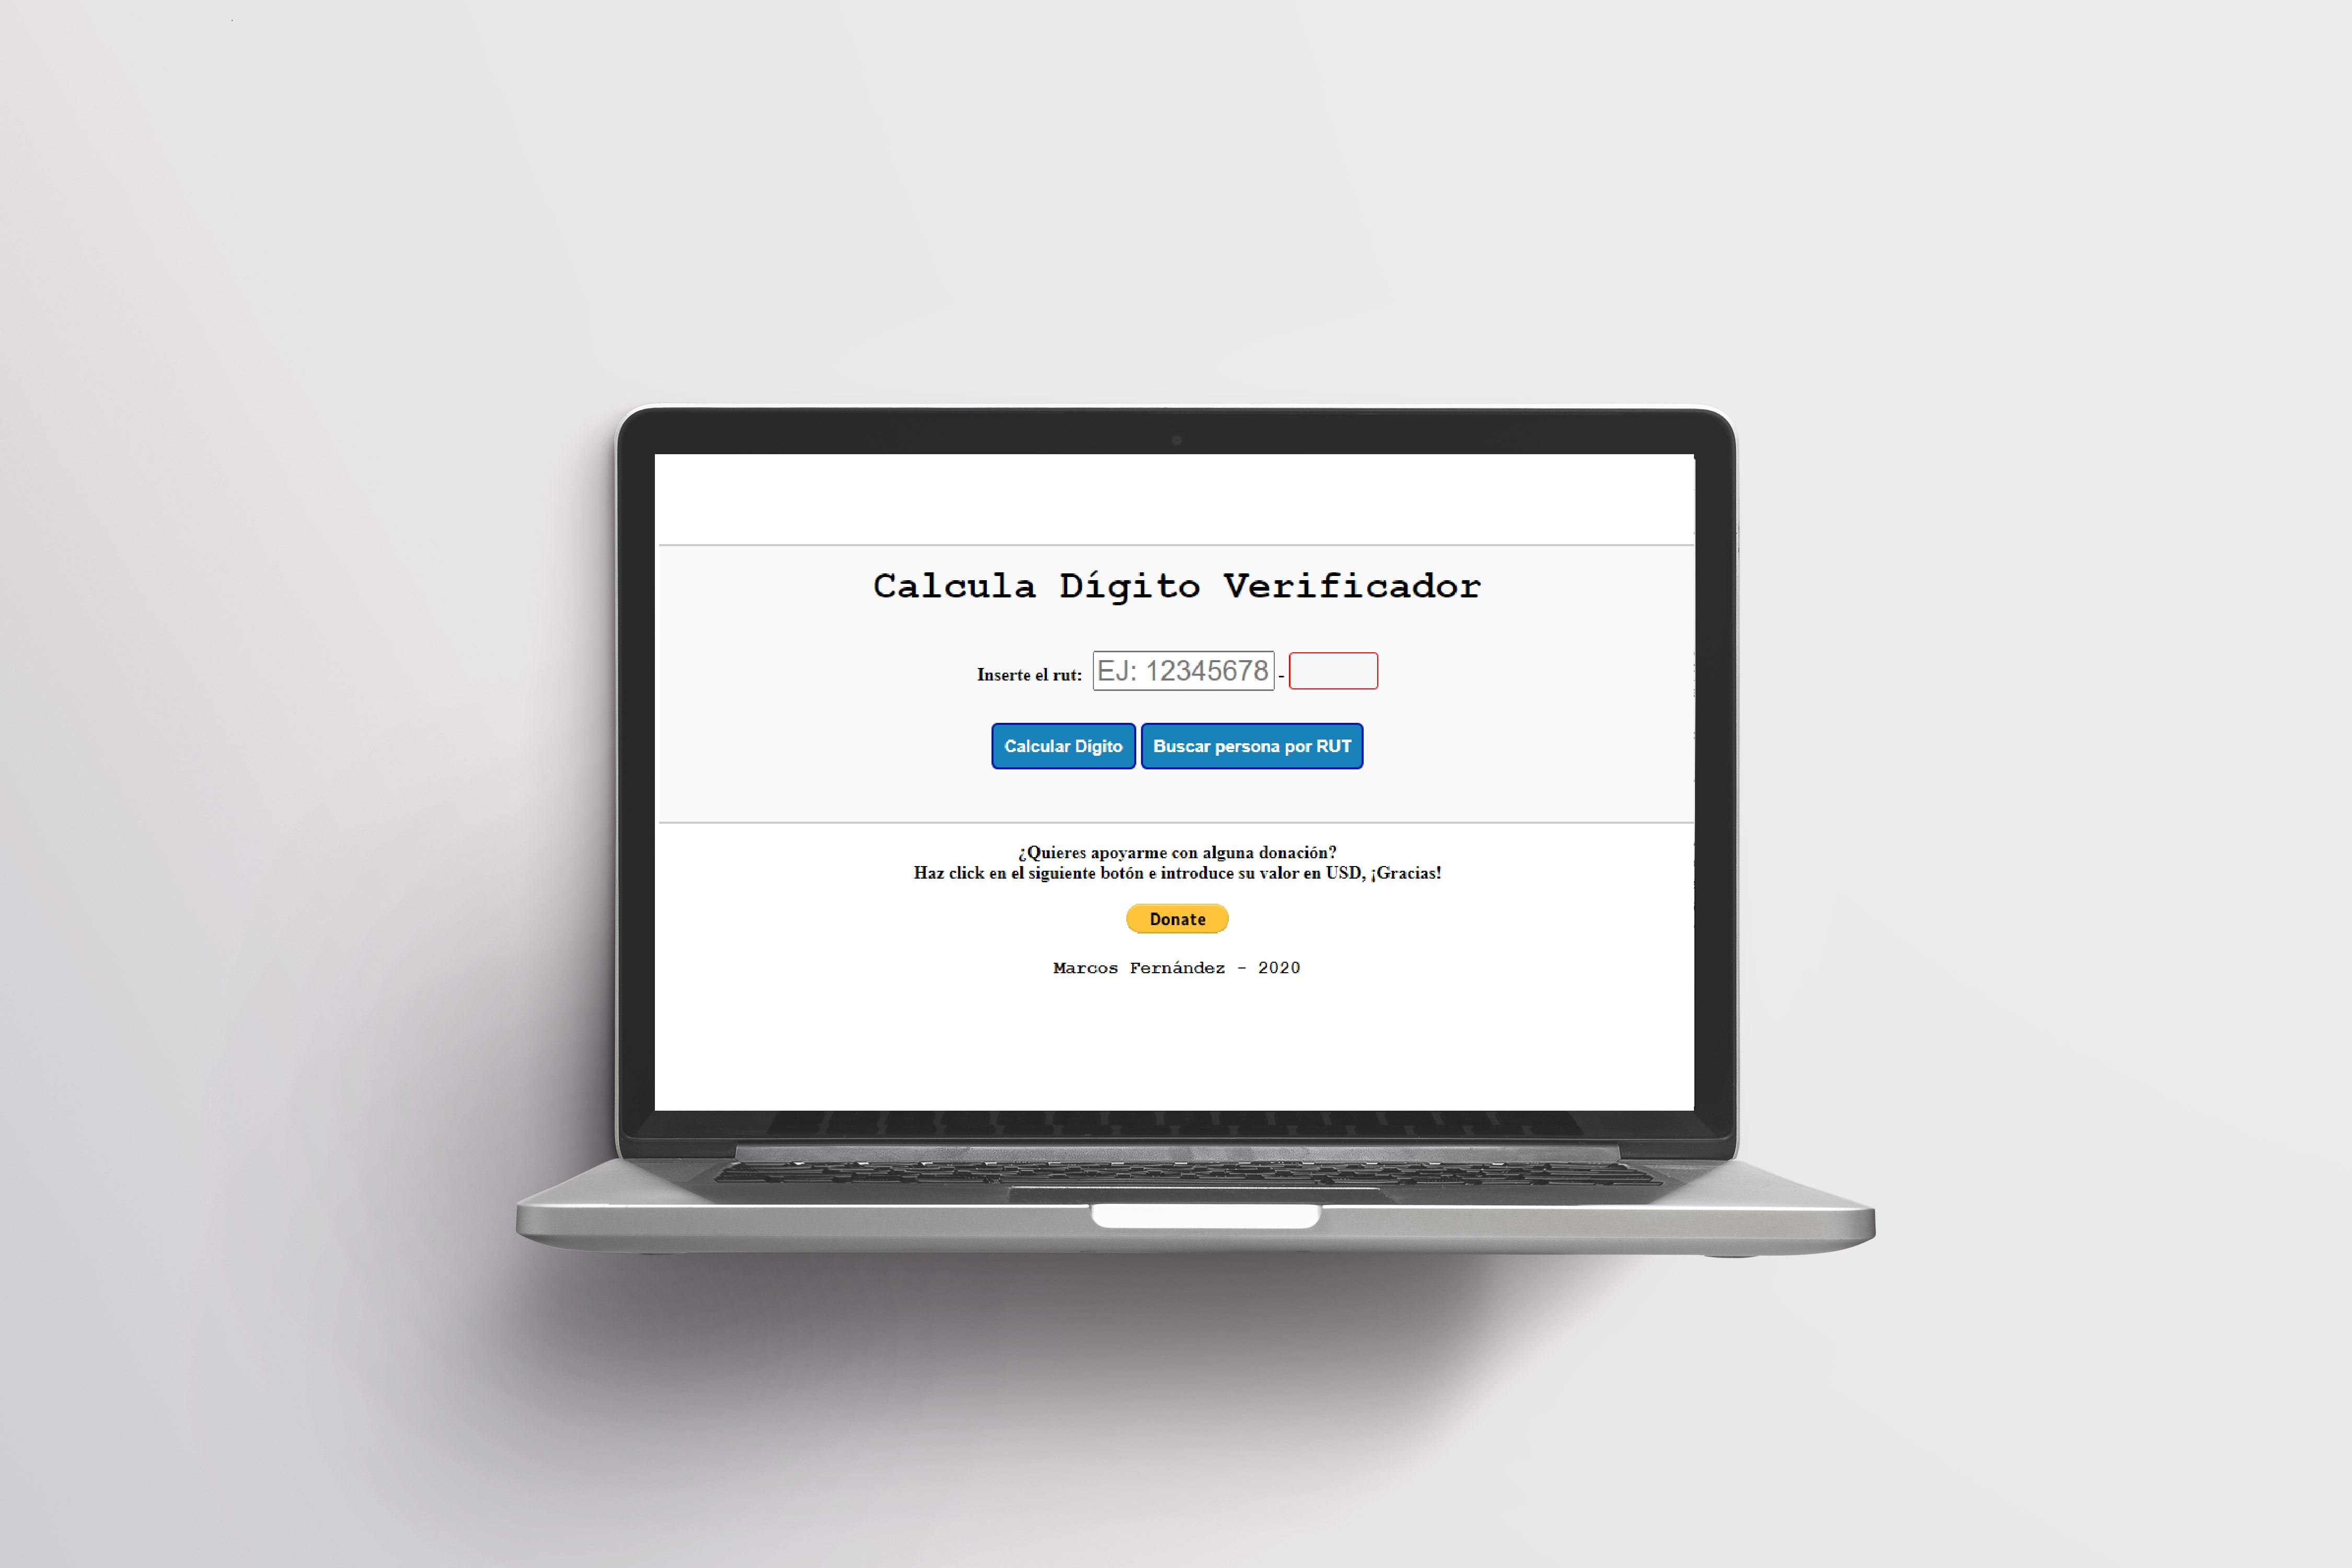 Calcula Dígito Verificador
Inserte el rut: EJ: 12345678 -
Calcular Dígito Buscar persona por RUT
¿Quieres apoyarme con alguna donación?
Haz click en el siguiente botón e introduce su valor en USD, ¡Gracias!
Donate
Marcos Fernández - 2020